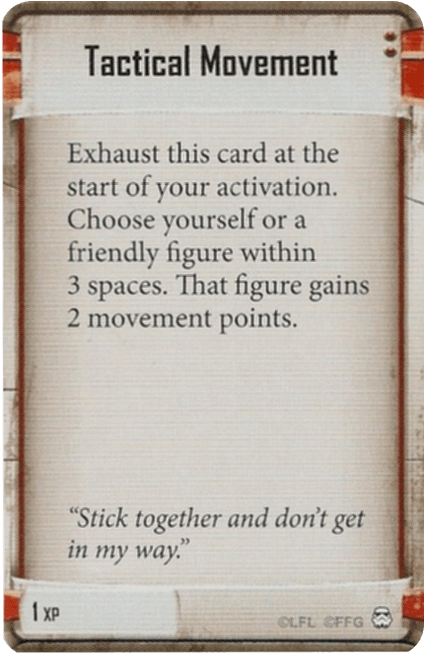 Tactical Movement
Exhaust this card at the
start of your activation.
Choose yourself or a
friendly figure within
3 spaces. That figure gains
2 movement points.
“Stick together and don’t get
in my way.”
1 XP
©LFL ©FFG